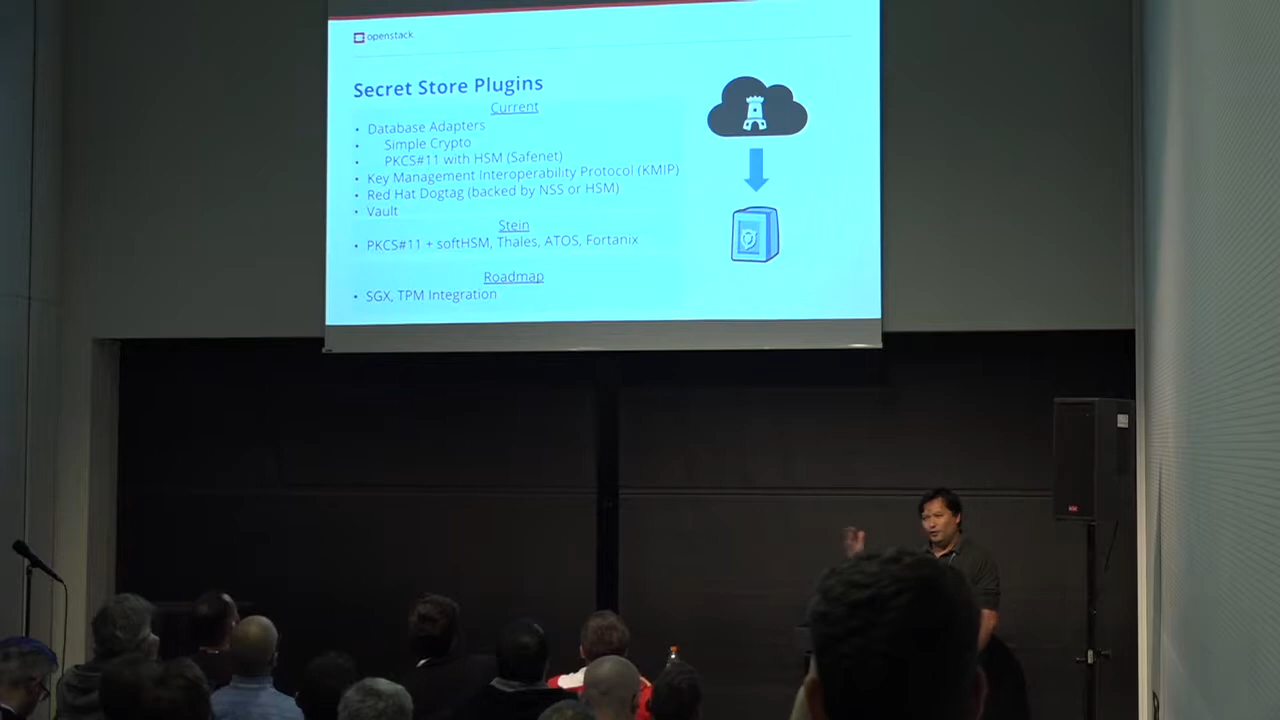 openstack.
Secret Store Plugins
Current
• Database Adapters
• Simple Crypto
• PKCS#11 with HSM (Safenet)
• Key Management Interoperability Protocol (KMIP)
• Red Hat Dogtag (backed by NSS or HSM)
• Vault
Stein
• PKCS#11 + softHSM, Thales, ATOS, Fortanix
Roadmap
• SGX, TPM Integration